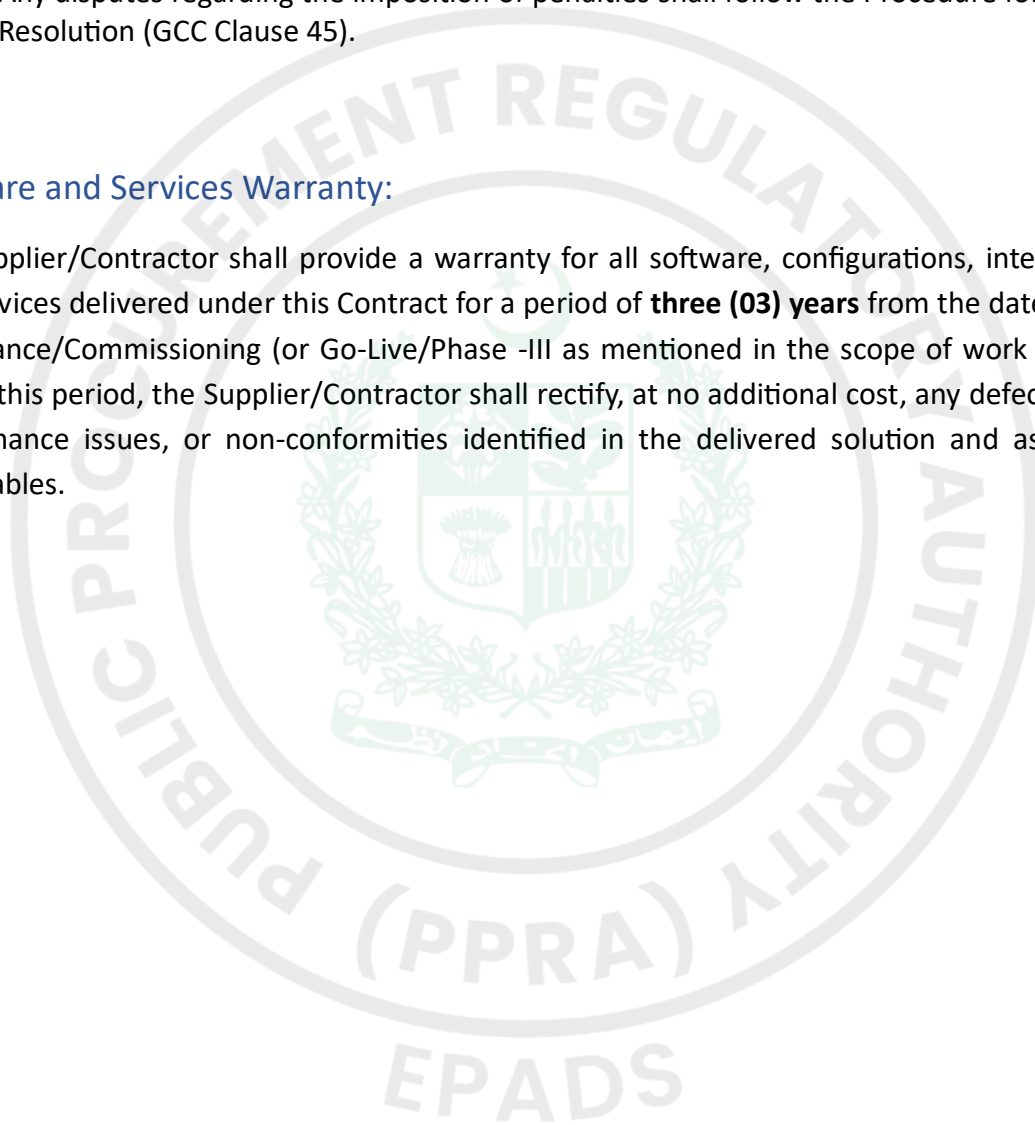 Any disputes regarding the imposition of penalties shall follow the Procedure for
Resolution (GCC Clause 45).
are and Services Warranty:
pplier/Contractor shall provide a warranty for all software, configurations, inte
vices delivered under this Contract for a period of three (03) years from the date
ance/Commissioning (or Go-Live/Phase -III as mentioned in the scope of work
this period, the Supplier/Contractor shall rectify, at no additional cost, any defec
mance issues, or non-conformities identified in the delivered solution and as
ables.
PUBLIC PROCUREMENT REGULATORY AUTHORITY
(PPRA)
EPADS